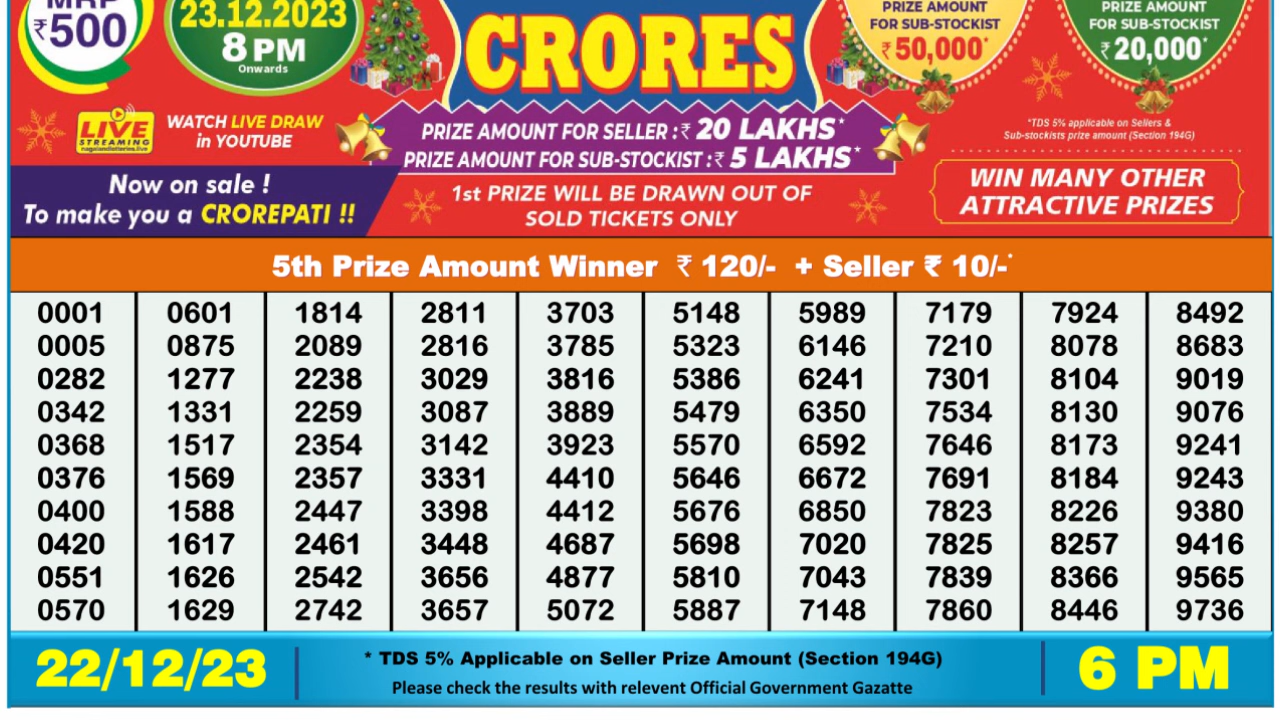 MRP
₹500
23.12.2023
8 PM
Onwards
CRORES
PRIZE AMOUNT
FOR SUB-STOCKIST
₹ 50,000*
PRIZE AMOUNT
FOR SUB-STOCKIST
₹ 20,000*
LIVE
STREAMING
nagalandlotteries.live
WATCH LIVE DRAW
in YOUTUBE
PRIZE AMOUNT FOR SELLER :₹ 20 LAKHS*
PRIZE AMOUNT FOR SUB-STOCKIST :₹ 5 LAKHS*
*TDS 5% applicable on Sellers &
Sub-stockists prize amount (Section 194G)
Now on sale !
To make you a CROREPATI !!
1st PRIZE WILL BE DRAWN OUT OF
SOLD TICKETS ONLY
WIN MANY OTHER
ATTRACTIVE PRIZES
5th Prize Amount Winner ₹ 120/- + Seller ₹ 10/-*
0001 0601 1814 2811 3703 5148 5989 7179 7924 8492
0005 0875 2089 2816 3785 5323 6146 7210 8078 8683
0282 1277 2238 3029 3816 5386 6241 7301 8104 9019
0342 1331 2259 3087 3889 5479 6350 7534 8130 9076
0368 1517 2354 3142 3923 5570 6592 7646 8173 9241
0376 1569 2357 3331 4410 5646 6672 7691 8184 9243
0400 1588 2447 3398 4412 5676 6850 7823 8226 9380
0420 1617 2461 3448 4687 5698 7020 7825 8257 9416
0551 1626 2542 3656 4877 5810 7043 7839 8366 9565
0570 1629 2742 3657 5072 5887 7148 7860 8446 9736
22/12/23
* TDS 5% Applicable on Seller Prize Amount (Section 194G)
Please check the results with relevent Official Government Gazatte
6 PM